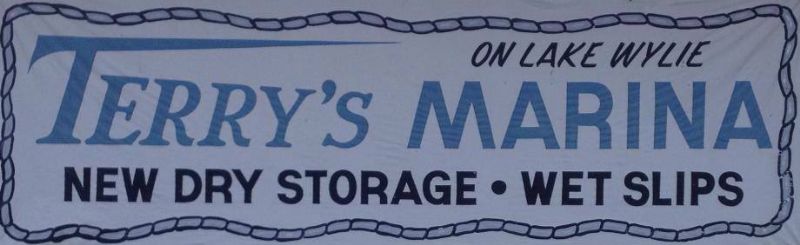 ON LAKE WYLIE
TERRY'S MARINA
NEW DRY STORAGE • WET SLIPS